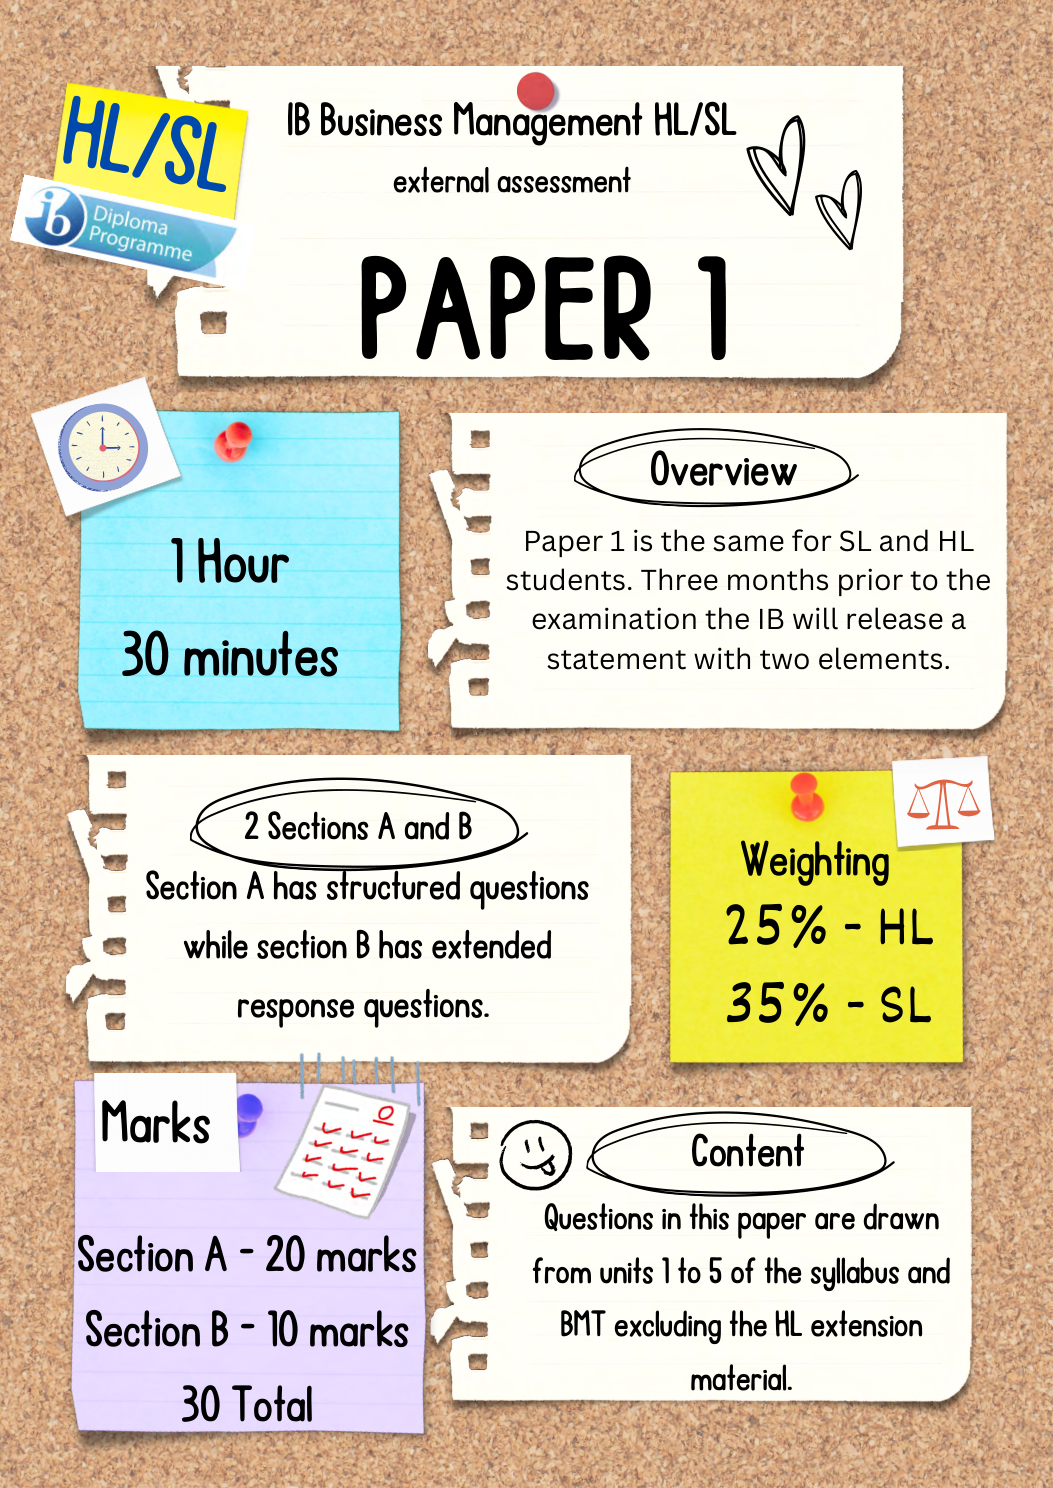 HL/SL
ib Diploma
Programme
IB Business Management HL/SL
external assessment
PAPER 1
1 Hour
30 minutes
Overview
Paper 1 is the same for SL and HL
students. Three months prior to the
examination the IB will release a
statement with two elements.
2 Sections A and B
Section A has structured questions
while section B has extended
response questions.
Weighting
25% - HL
35% - SL
Marks
Section A - 20 marks
Section B - 10 marks
30 Total
Content
Questions in this paper are drawn
from units 1 to 5 of the syllabus and
BMT excluding the HL extension
material.